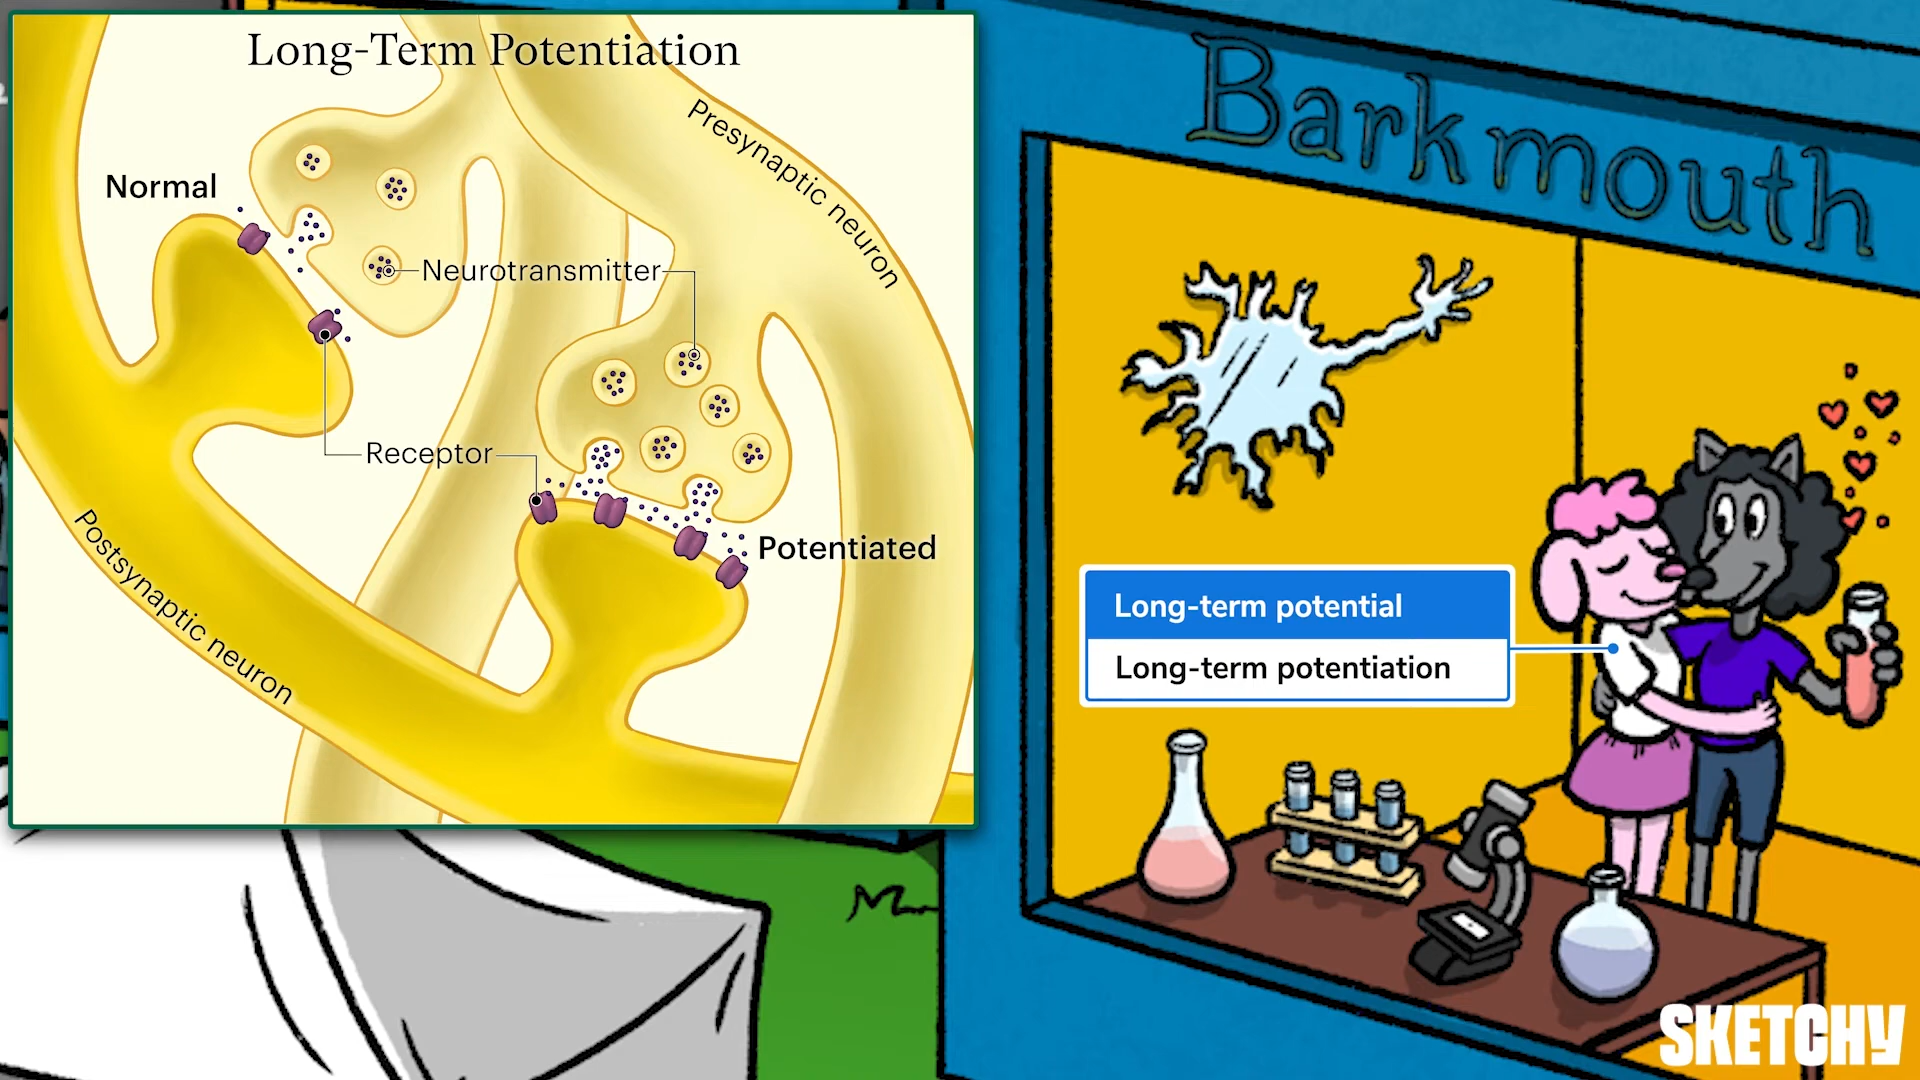 Long-Term Potentiation
Presynaptic neuron
Normal
Neurotransmitter
Receptor
Potentiated
Postsynaptic neuron
Barkmouth
Long-term potential
Long-term potentiation
SKETCHY